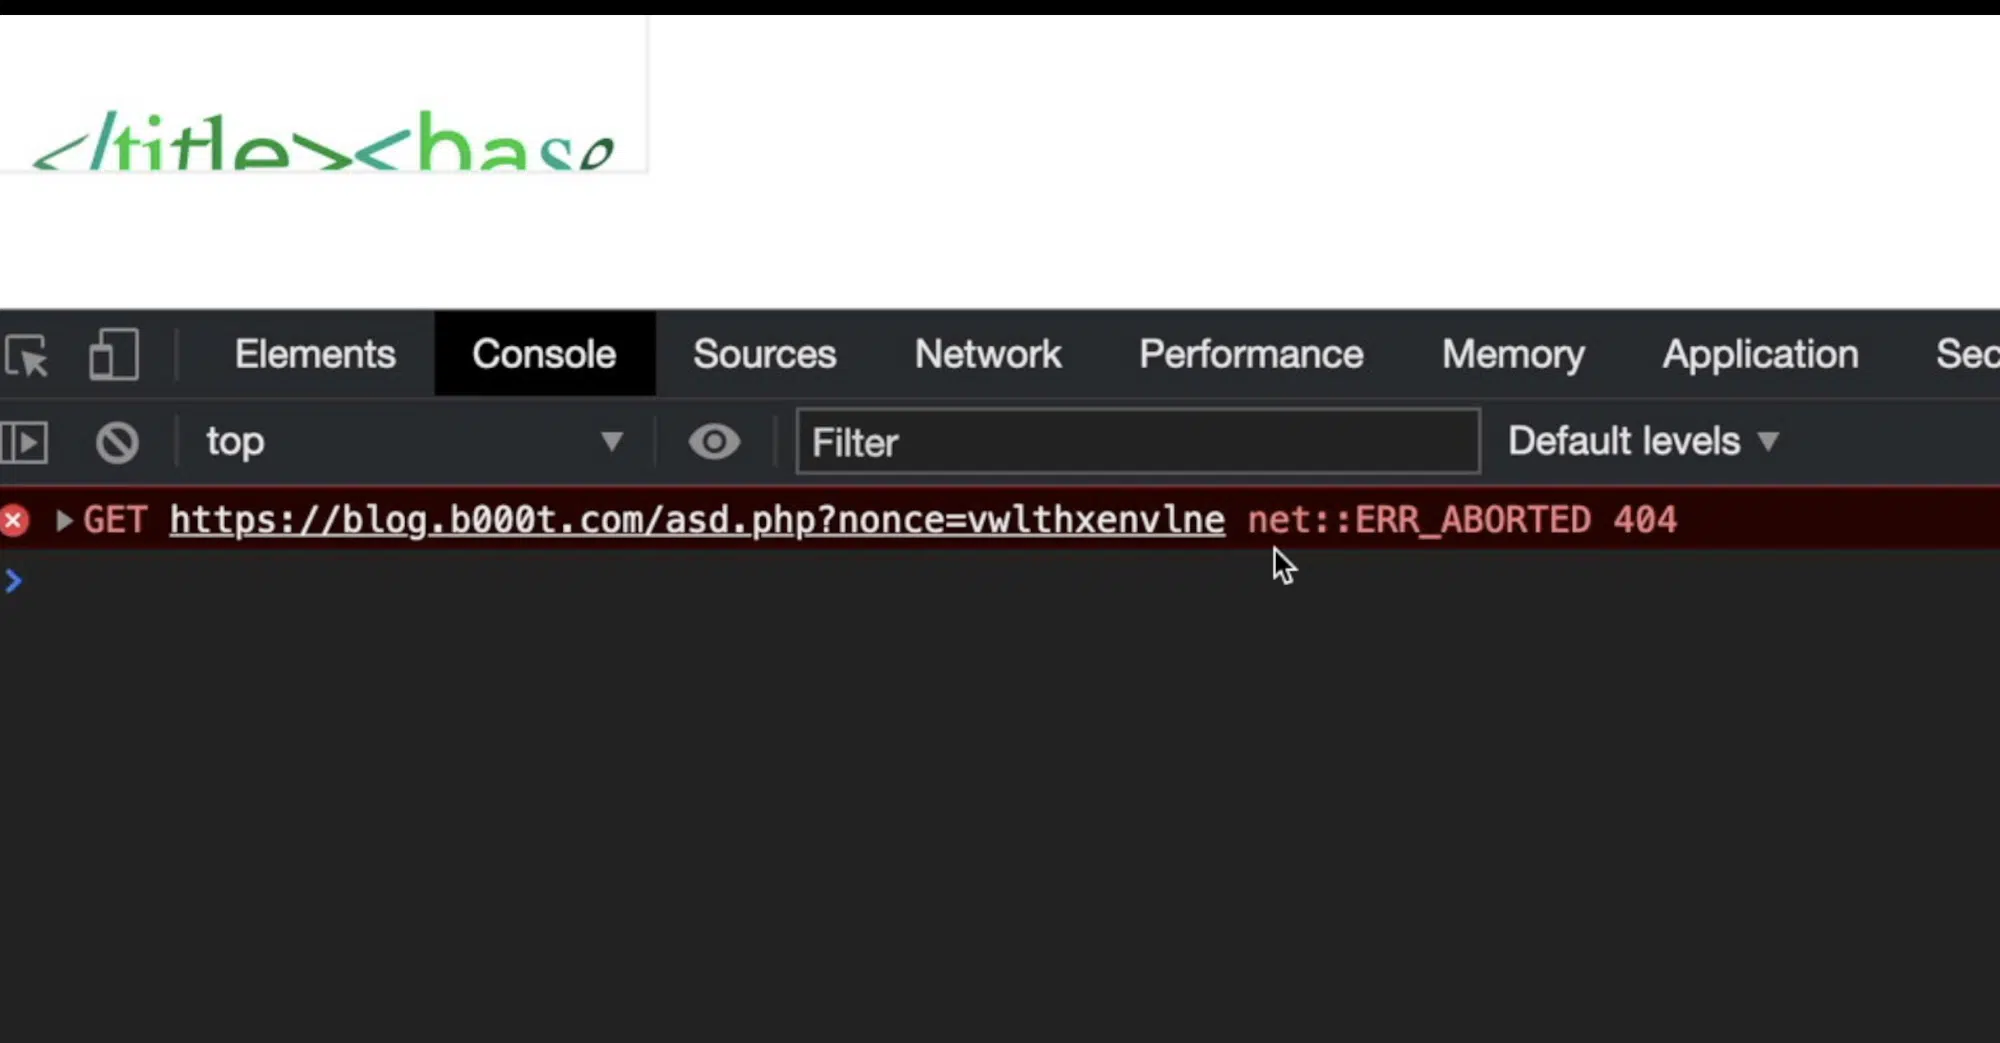 </title><base
Elements Console Sources Network Performance Memory Application Sec
top Filter Default levels
GET https://blog.b000t.com/asd.php?nonce=vwlthxenvlne net::ERR_ABORTED 404